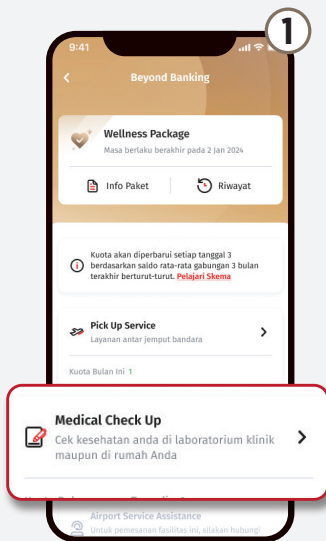 1
9:41
Beyond Banking
Wellness Package
Masa berlaku berakhir pada 2 Jan 2024
Info Paket
Riwayat
Kuota akan diperbarui setiap tanggal 3
berdasarkan saldo rata-rata gabungan 3 bulan
terakhir berturut-turut. Pelajari Skema
Pick Up Service
Layanan antar jemput bandara
Kuota Bulan Ini 1
Medical Check Up
Cek kesehatan anda di laboratorium klinik
maupun di rumah Anda
Airport Service Assistance
Untuk pemesanan fasilitas ini, silakan hubungi